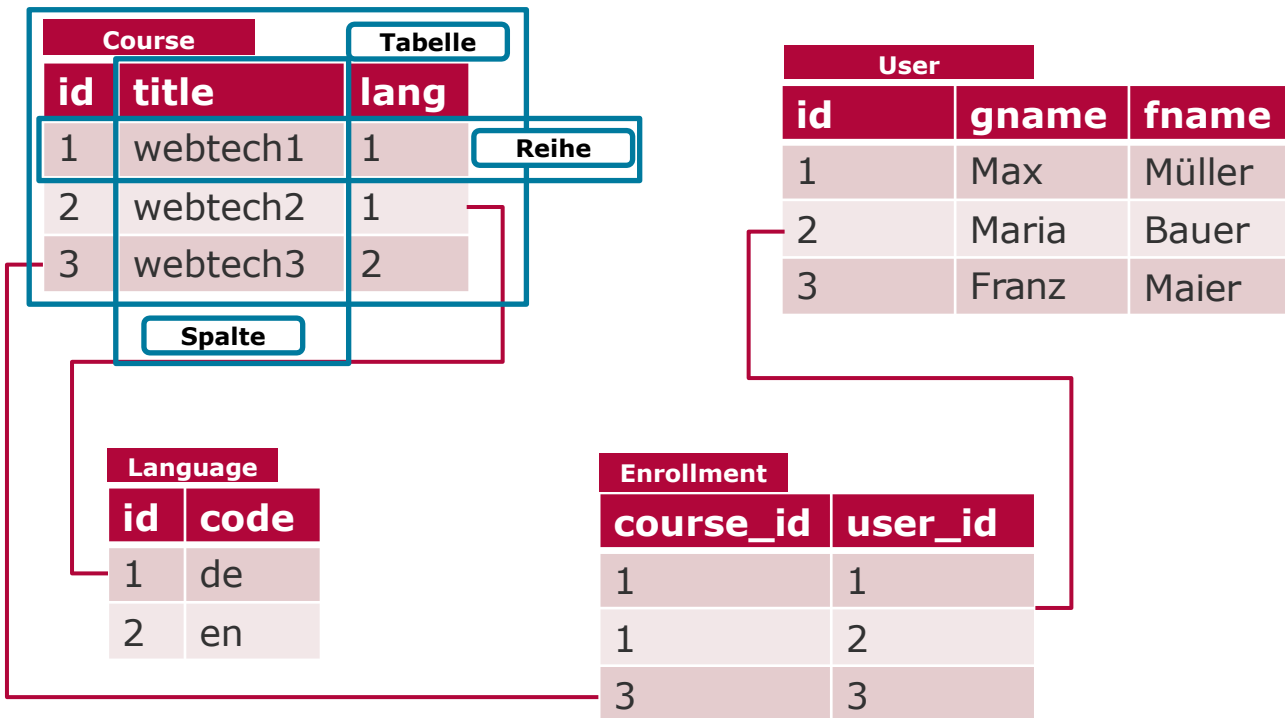 Course
Tabelle
id title lang
1 webtech1 1
Reihe
2 webtech2 1
3 webtech3 2
Spalte
User
id gname fname
1 Max Müller
2 Maria Bauer
3 Franz Maier
Language
id code
1 de
2 en
Enrollment
course_id user_id
1 1
1 2
3 3